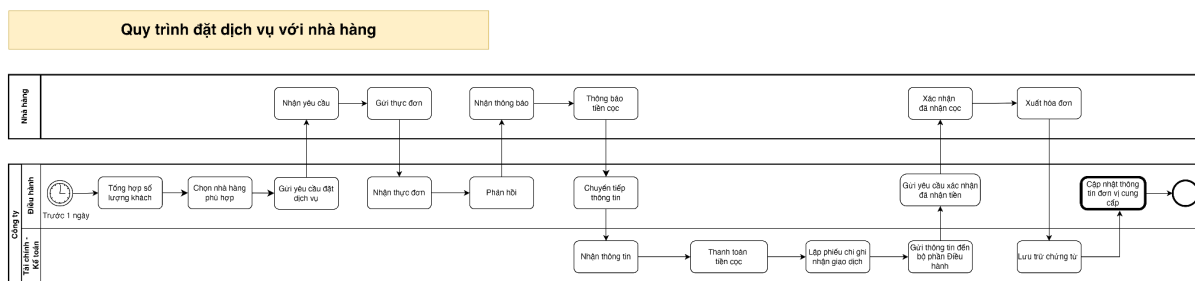 Quy trình đặt dịch vụ với nhà hàng
Nhà hàng
Nhận yêu cầu
Gửi thực đơn
Nhận thông báo
Thông báo
tiền cọc
Xác nhận
đã nhận cọc
Xuất hóa đơn
Công ty
Điều hành
Trước 1 ngày
Tổng hợp số
lượng khách
Chọn nhà hàng
phù hợp
Gửi yêu cầu đặt
dịch vụ
Nhận thực đơn
Phản hồi
Chuyển tiếp
thông tin
Gửi yêu cầu xác nhận
đã nhận tiền
Cập nhật thông
tin đơn vị cung
cấp
Tài chính -
Kế toán
Nhận thông tin
Thanh toán
tiền cọc
Lập phiếu chi ghi
nhận giao dịch
Gửi thông tin đến
bộ phần Điều
hành
Lưu trữ chứng từ